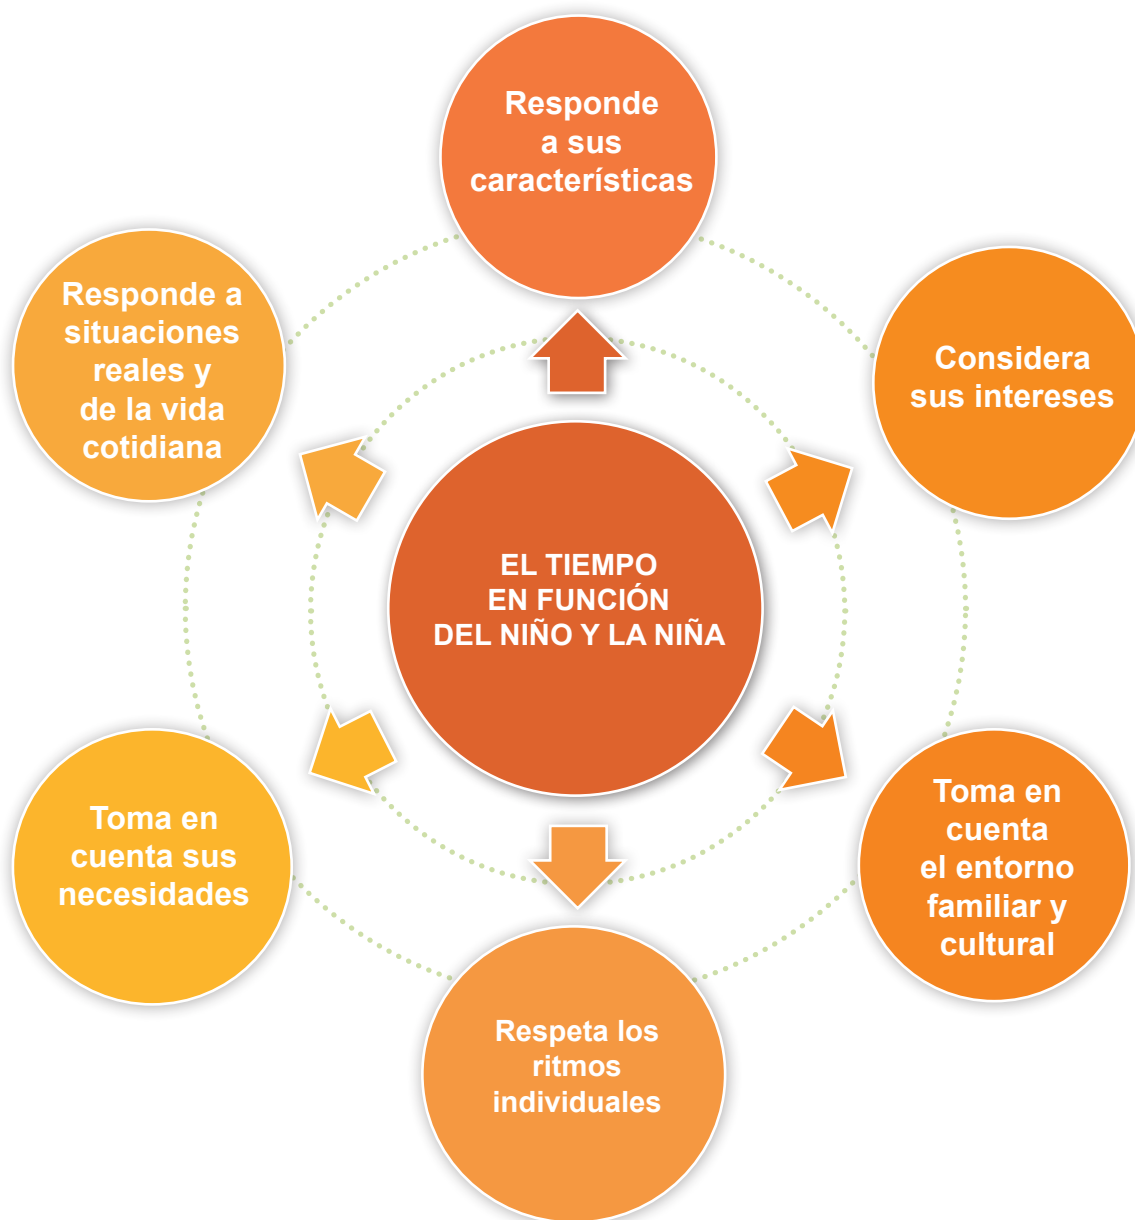 Responde
a sus
características
Considera
sus intereses
Toma en
cuenta
el entorno
familiar y
cultural
Respeta los
ritmos
individuales
Toma en
cuenta sus
necesidades
Responde a
situaciones
reales y
de la vida
cotidiana
EL TIEMPO
EN FUNCIÓN
DEL NIÑO Y LA NIÑA